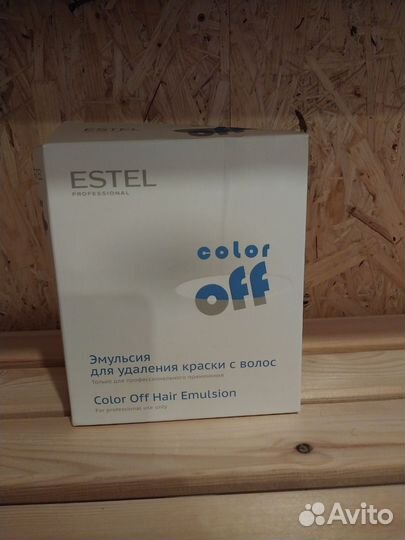 ESTEL
PROFESSIONAL
color
off
Эмульсия
для удаления краски с волос
Только для профессионального применения
Color Off Hair Emulsion
For professional use only
Avito